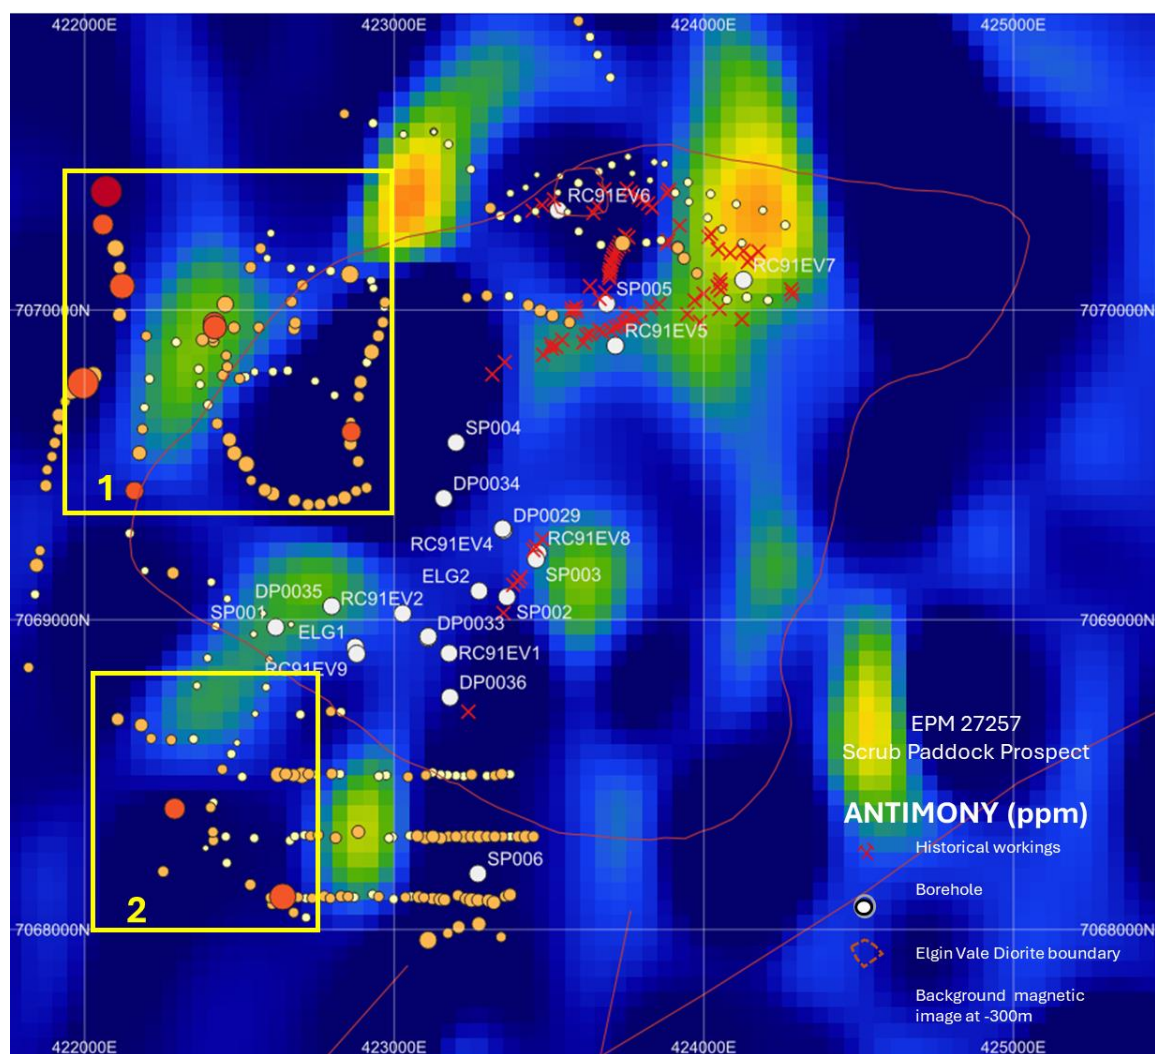 422000E 423000E 424000E 425000E
RC91EV6
RC91EV7
SP005
7070000N 7070000N
RC91EV5
SP004
DP0034
DP0029
RC91EV4 RC91EV8
ELG2 SP003
DP0035 RC91EV2
SP001 SP002
7069000N 7069000N
ELG1 DP0033
RC91EV9 RC91EV1
DP0036
1
EPM 27257
Scrub Paddock Prospect
ANTIMONY (ppm)
Historical workings
SP006
Borehole
2
7068000N 7068000N
Elgin Vale Diorite boundary
Background magnetic
image at -300m
422000E 423000E 424000E 425000E